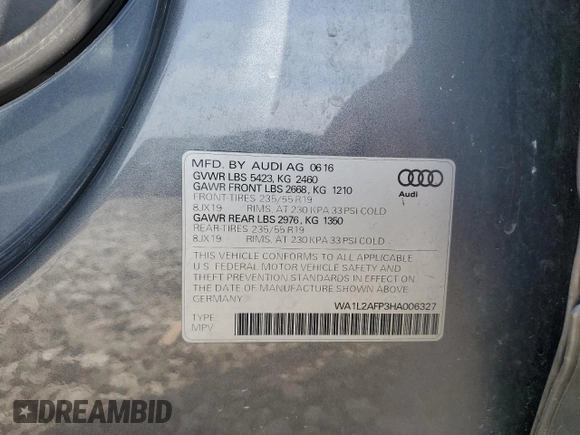 MFD. BY AUDI AG 0616
GVWR LBS 5423, KG 2460
GAWR FRONT LBS 2668, KG 1210
FRONT-TIRES 235/55 R19
8JX19 RIMS, AT 230 KPA 33 PSI COLD
GAWR REAR LBS 2976, KG 1350
REAR-TIRES 235/55 R19
8JX19 RIMS, AT 230 KPA 33 PSI COLD
Audi
THIS VEHICLE CONFORMS TO ALL APPLICABLE
U.S. FEDERAL MOTOR VEHICLE SAFETY AND
THEFT PREVENTION STANDARDS IN EFFECT ON
THE DATE OF MANUFACTURE SHOWN ABOVE
GERMANY WA1L2AFP3HA006327
TYPE
MPV
DREAMBID